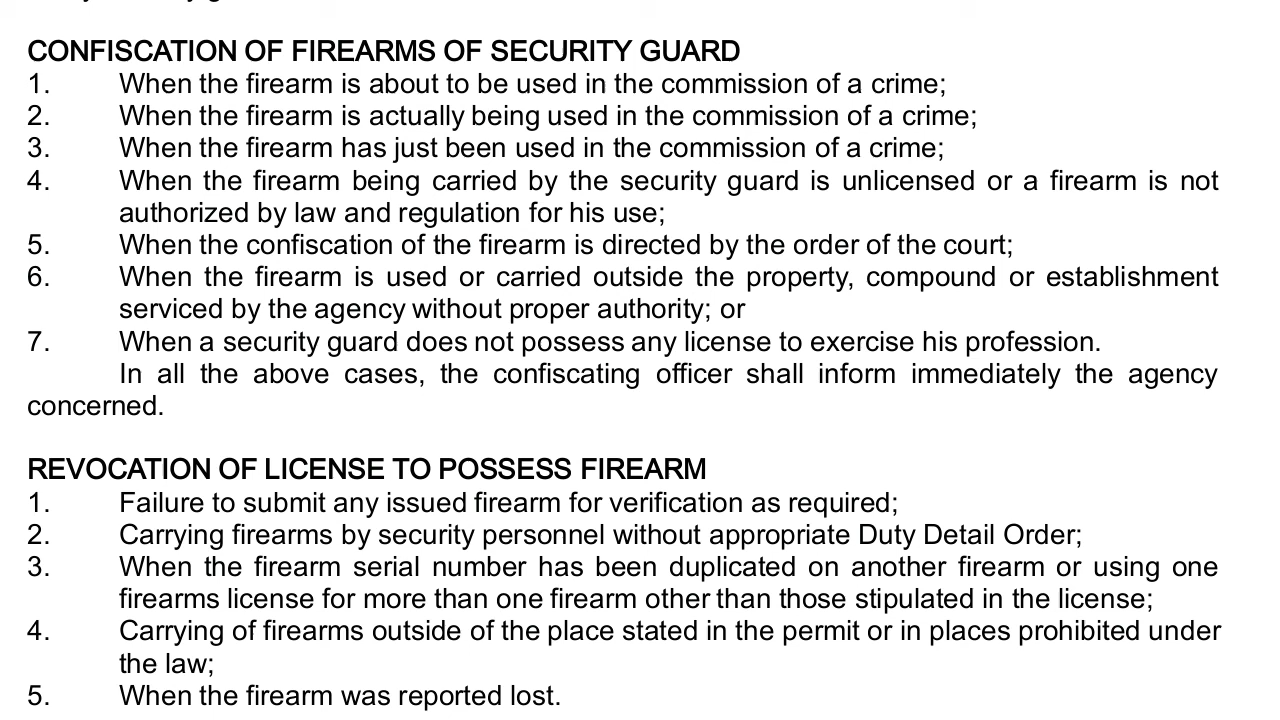 CONFISCATION OF FIREARMS OF SECURITY GUARD
1. When the firearm is about to be used in the commission of a crime;
2. When the firearm is actually being used in the commission of a crime;
3. When the firearm has just been used in the commission of a crime;
4. When the firearm being carried by the security guard is unlicensed or a firearm is not
authorized by law and regulation for his use;
5. When the confiscation of the firearm is directed by the order of the court;
6. When the firearm is used or carried outside the property, compound or establishment
serviced by the agency without proper authority; or
7. When a security guard does not possess any license to exercise his profession.
In all the above cases, the confiscating officer shall inform immediately the agency
concerned.
REVOCATION OF LICENSE TO POSSESS FIREARM
1. Failure to submit any issued firearm for verification as required;
2. Carrying firearms by security personnel without appropriate Duty Detail Order;
3. When the firearm serial number has been duplicated on another firearm or using one
firearms license for more than one firearm other than those stipulated in the license;
4. Carrying of firearms outside of the place stated in the permit or in places prohibited under
the law;
5. When the firearm was reported lost.